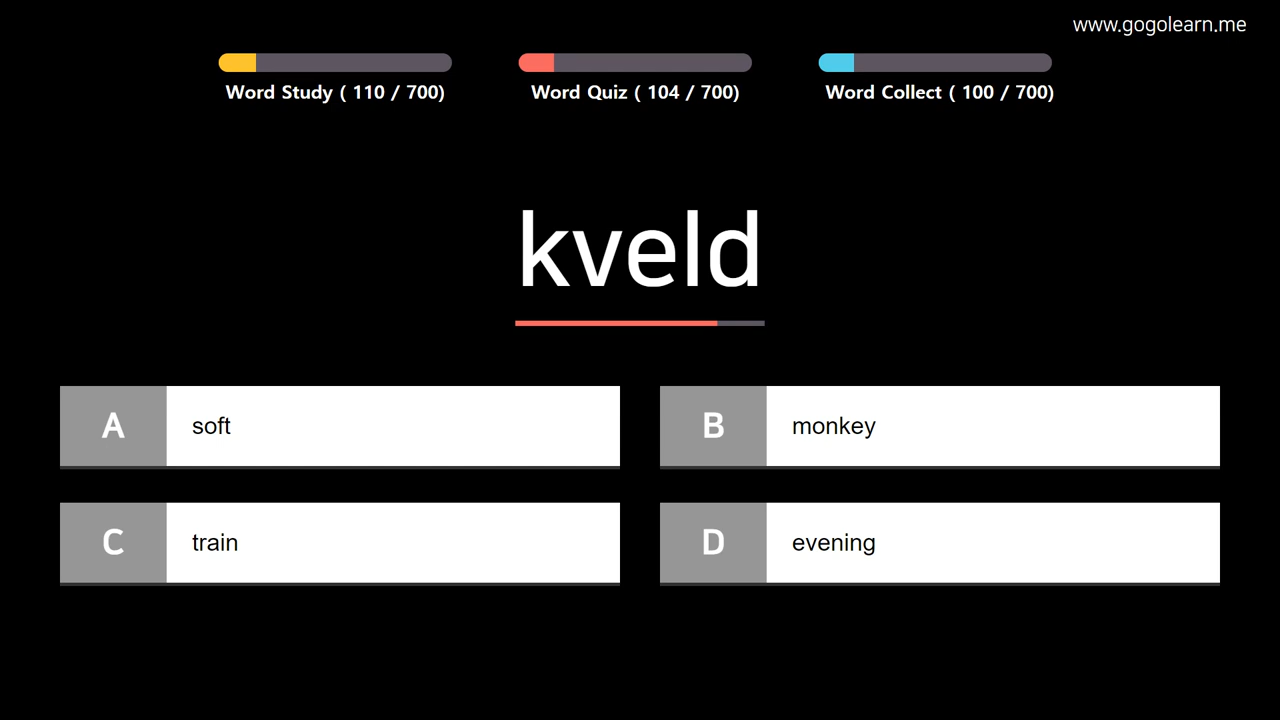 www.gogolearn.me
Word Study ( 110 / 700)
Word Quiz ( 104 / 700)
Word Collect ( 100 / 700)
kveld
A soft
B monkey
C train
D evening